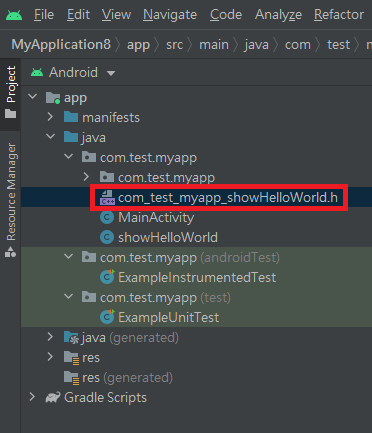 File Edit View Navigate Code Analyze Refactor
MyApplication8 app src main java com test
Project
Android
app
manifests
java
com.test.myapp
com.test.myapp
com_test_myapp_showHelloWorld.h
MainActivity
showHelloWorld
com.test.myapp (androidTest)
ExampleInstrumentedTest
com.test.myapp (test)
ExampleUnitTest
java (generated)
res
res (generated)
Gradle Scripts
Resource Manager